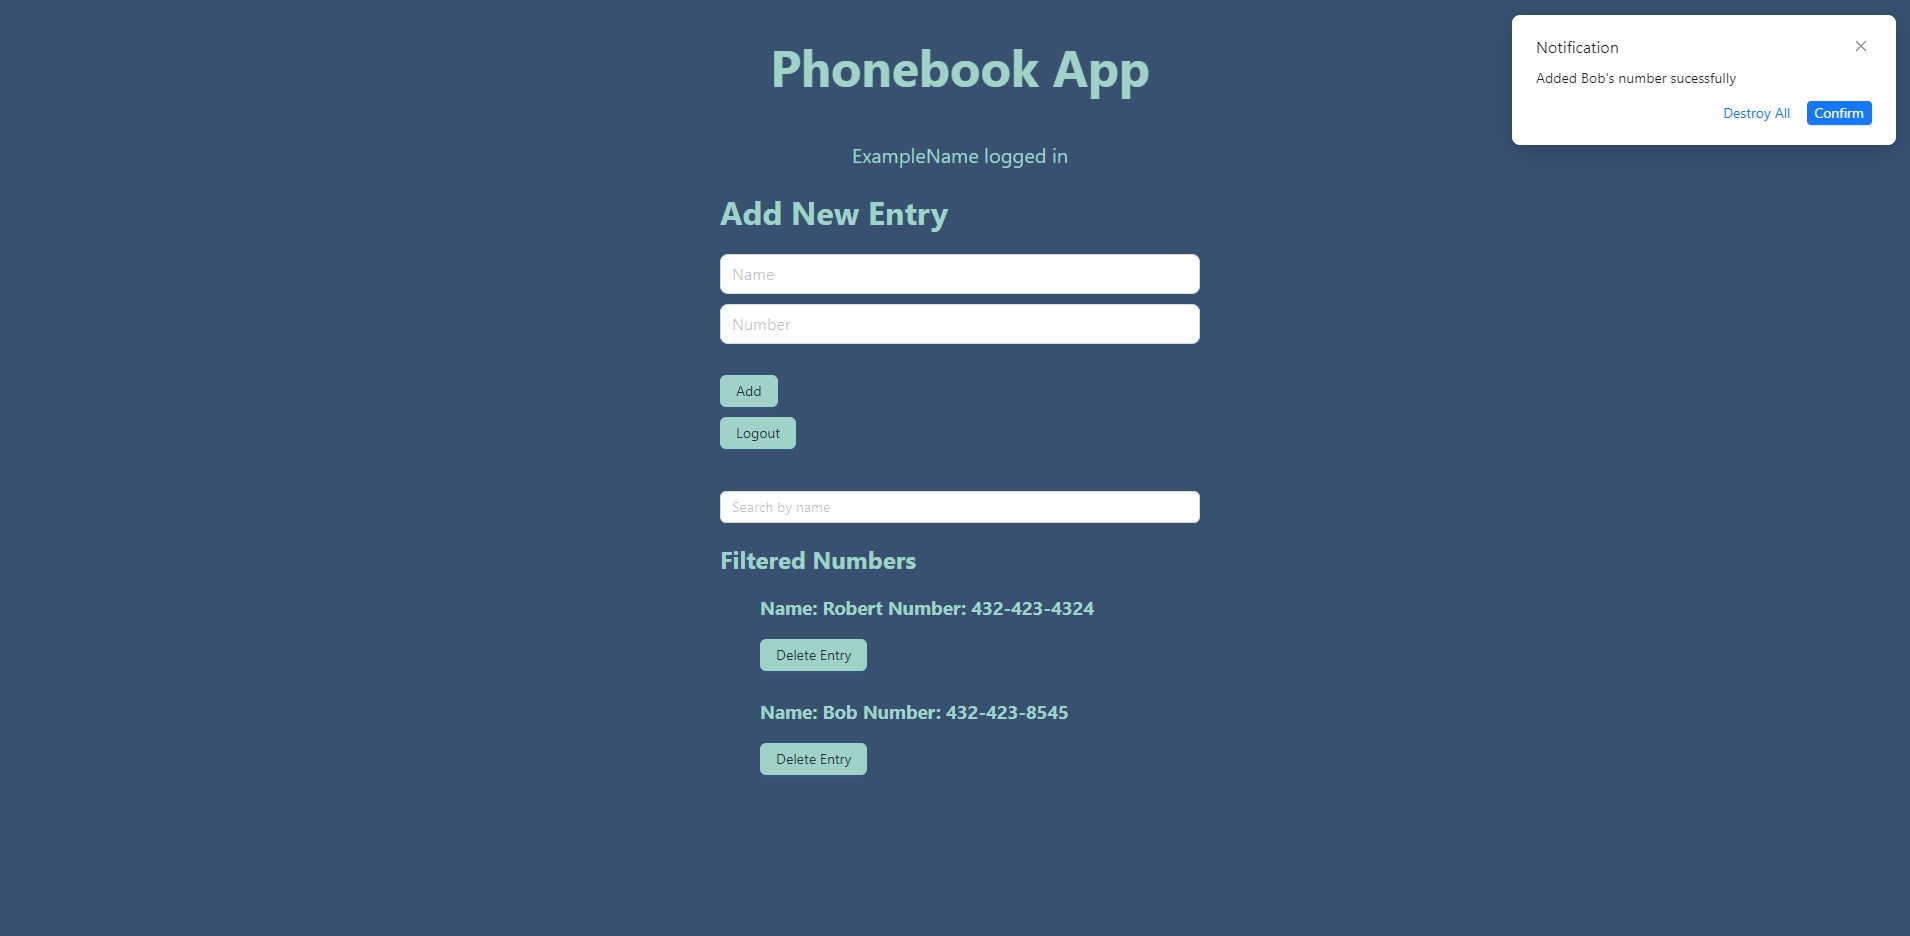 Phonebook App
ExampleName logged in
Add New Entry
Name
Number
Add
Logout
Search by name
Filtered Numbers
Name: Robert Number: 432-423-4324
Delete Entry
Name: Bob Number: 432-423-8545
Delete Entry
Notification
Added Bob's number sucessfully
Destroy All Confirm